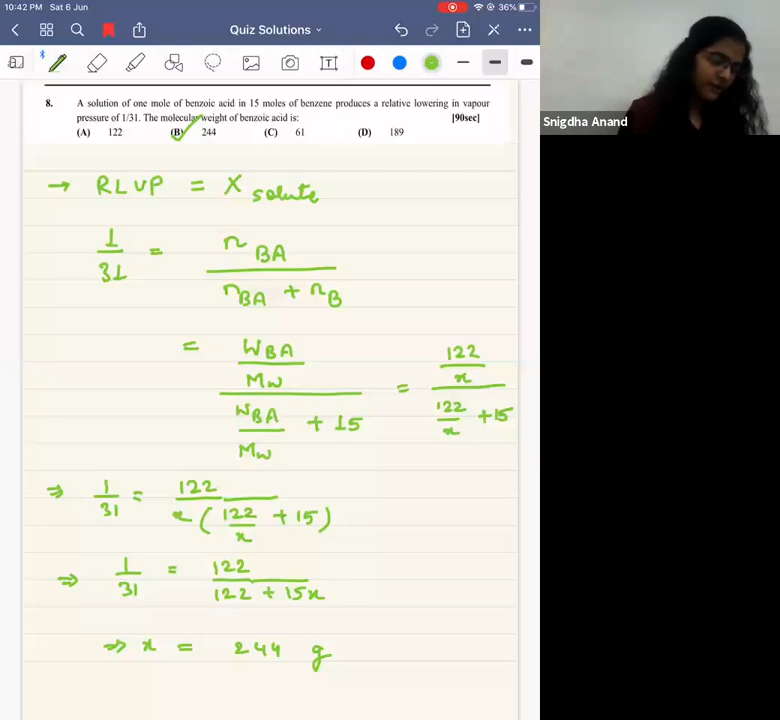 10:42 PM Sat 6 Jun
36%
Quiz Solutions
T
Snigdha Anand
8. A solution of one mole of benzoic acid in 15 moles of benzene produces a relative lowering in vapour
pressure of 1/31. The molecular weight of benzoic acid is: [90sec]
(A) 122 (B) 244 (C) 61 (D) 189
→ RLVP = X solute
1/31 = n BA / n BA + n B
= W BA / Mw / W BA / Mw + 15 = 122/x / 122/x + 15
⇒ 1/31 = 122 / x ( 122/x + 15 )
⇒ 1/31 = 122 / 122 + 15x
⇒ x = 244 g